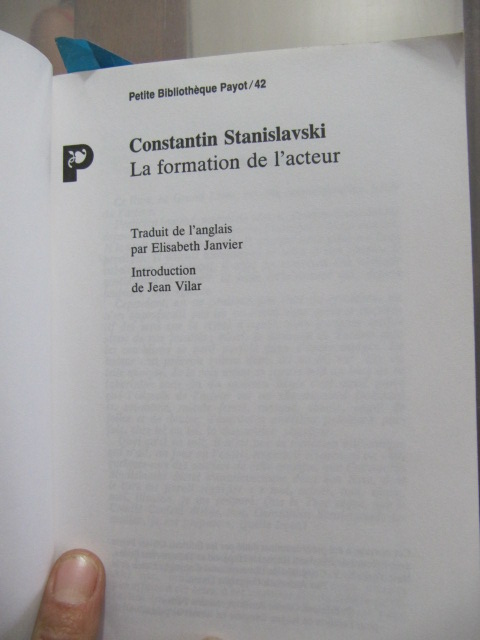 Petite Bibliothèque Payot/42
Constantin Stanislavski
La formation de l'acteur
Traduit de l'anglais
par Elisabeth Janvier
Introduction
de Jean Vilar
P